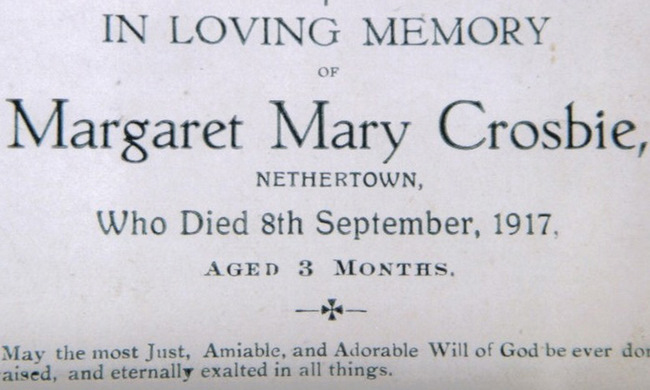 IN LOVING MEMORY
OF
Margaret Mary Crosbie,
NETHERTOWN,
Who Died 8th September, 1917.
AGED 3 MONTHS.
May the most Just, Amiable, and Adorable Will of God be ever
and eternally exalted in all things.